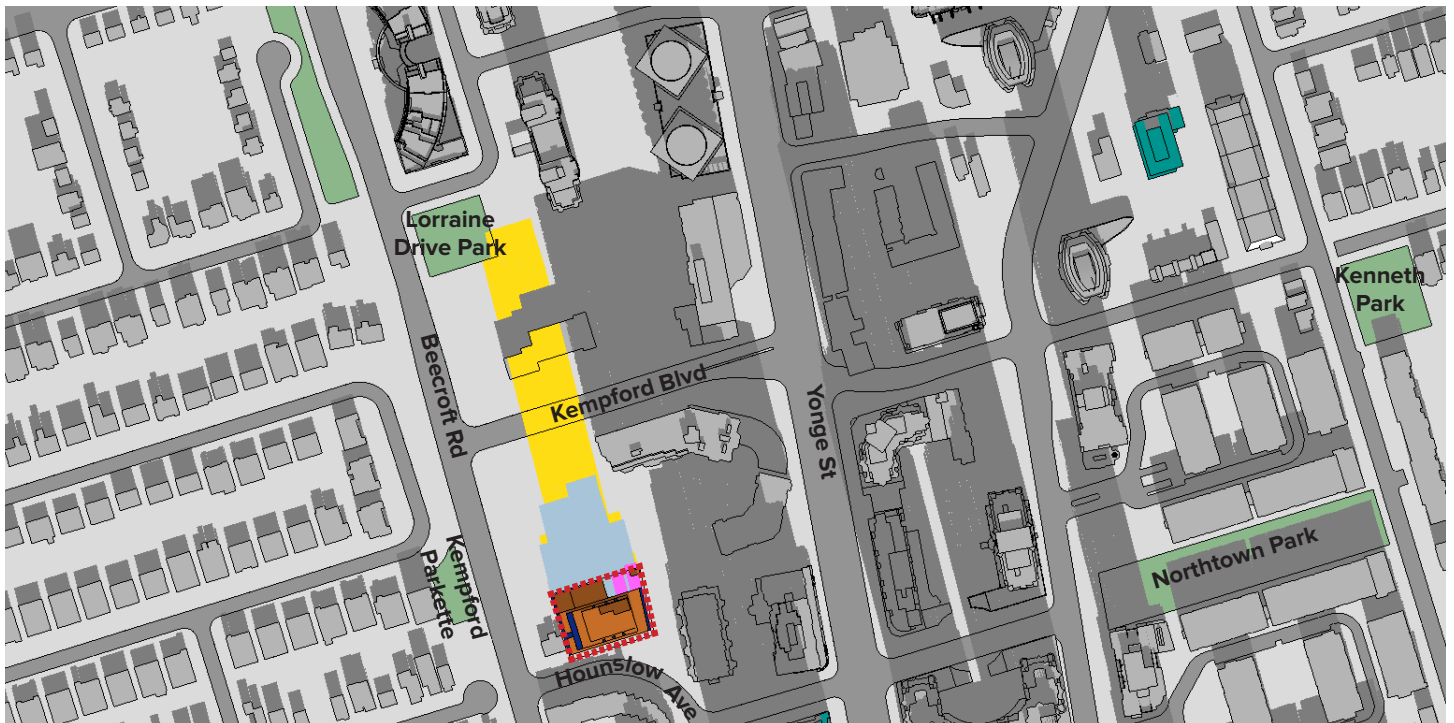 Lorraine
Drive Park
Kenneth
Park
Beecroft Rd
Kempford Blvd
Yonge St
Kempford
Parkette
Northtown Park
Hounslow Ave